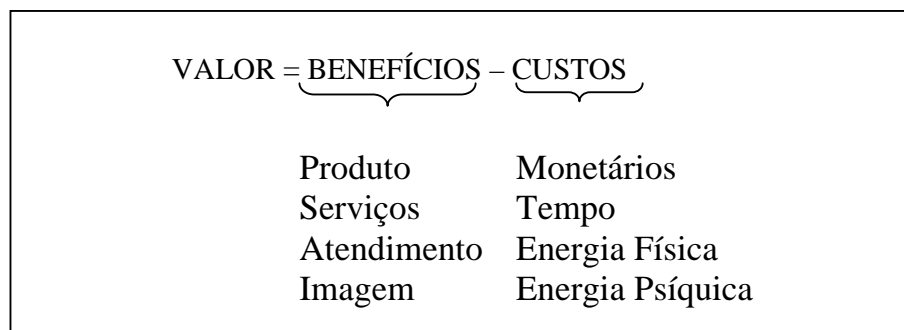 VALOR = BENEFÍCIOS – CUSTOS
Produto Monetários
Serviços Tempo
Atendimento Energia Física
Imagem Energia Psíquica